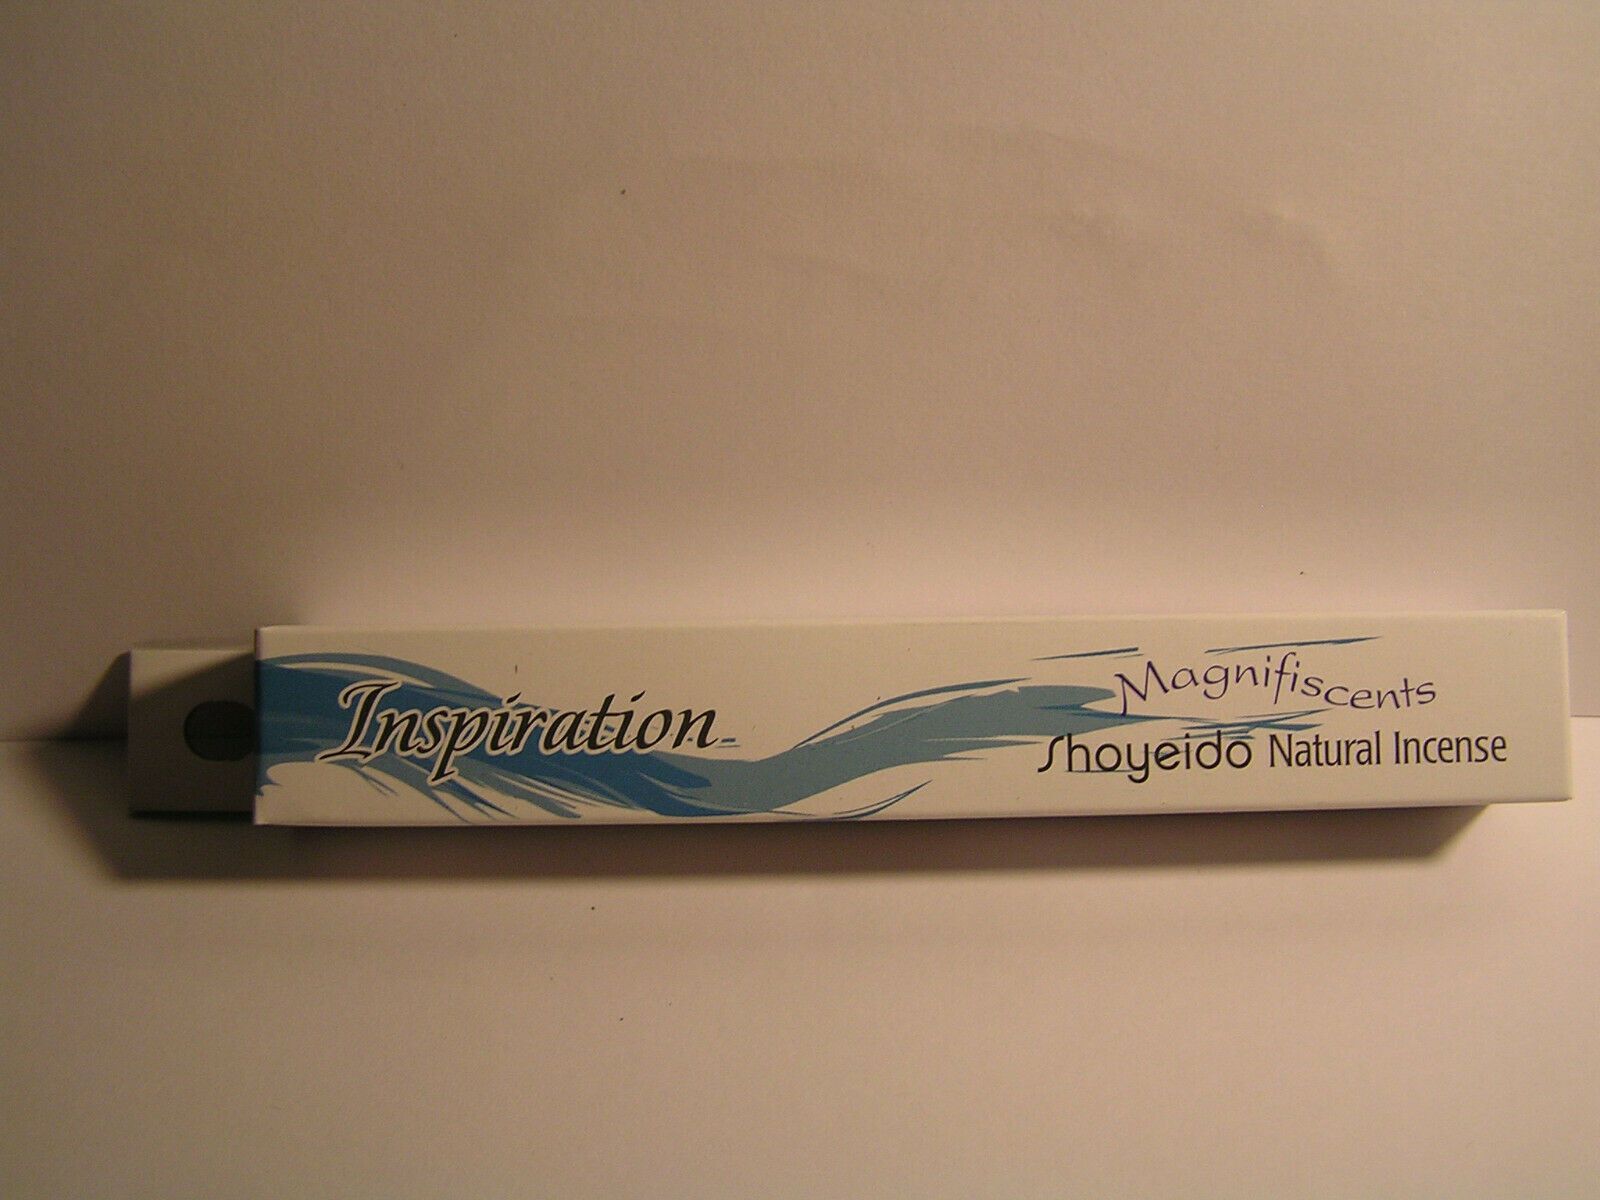 Inspiration
Magnifiscents
Shoyeido Natural Incense